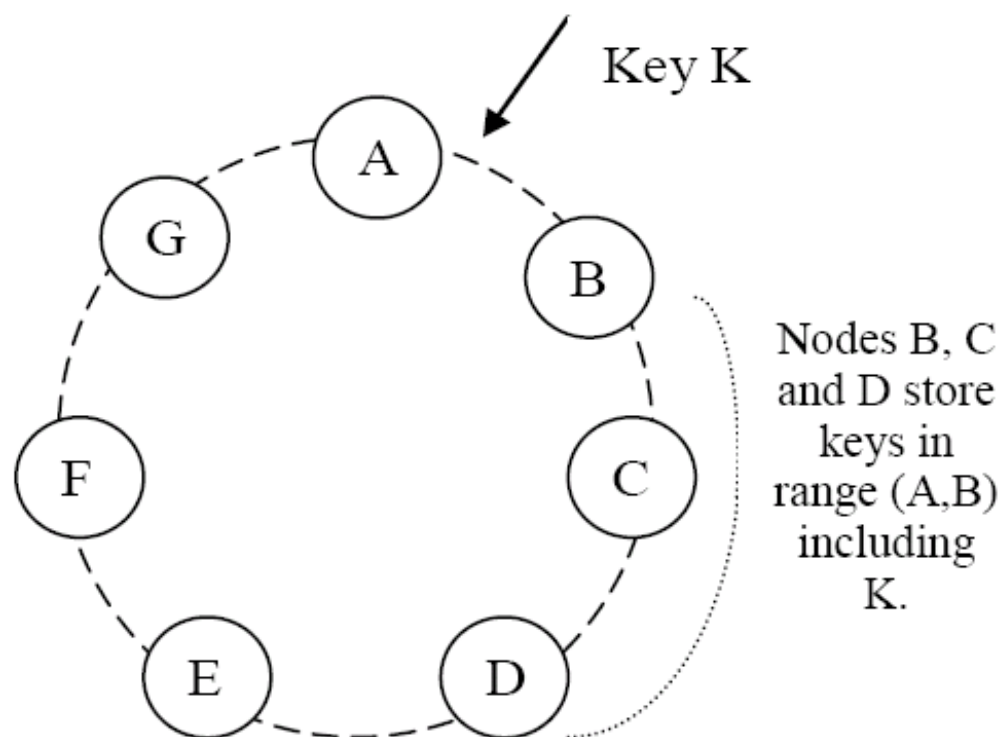 Key K
A
B
C
D
E
F
G
Nodes B, C
and D store
keys in
range (A,B)
including
K.